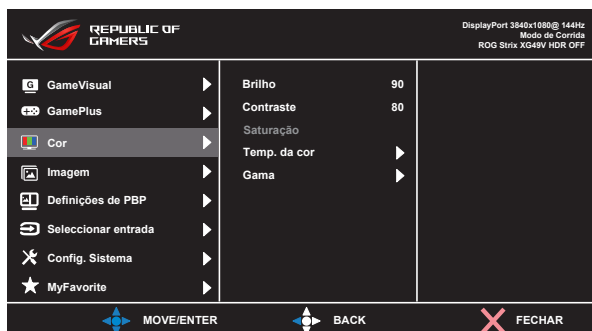 REPUBLIC OF
GAMERS
DisplayPort 3840x1080@ 144Hz
Modo de Corrida
ROG Strix XG49V HDR OFF
G GameVisual
GamePlus
Cor
Imagem
Definições de PBP
Seleccionar entrada
Config. Sistema
MyFavorite
Brilho 90
Contraste 80
Saturação
Temp. da cor
Gama
MOVE/ENTER
BACK
FECHAR